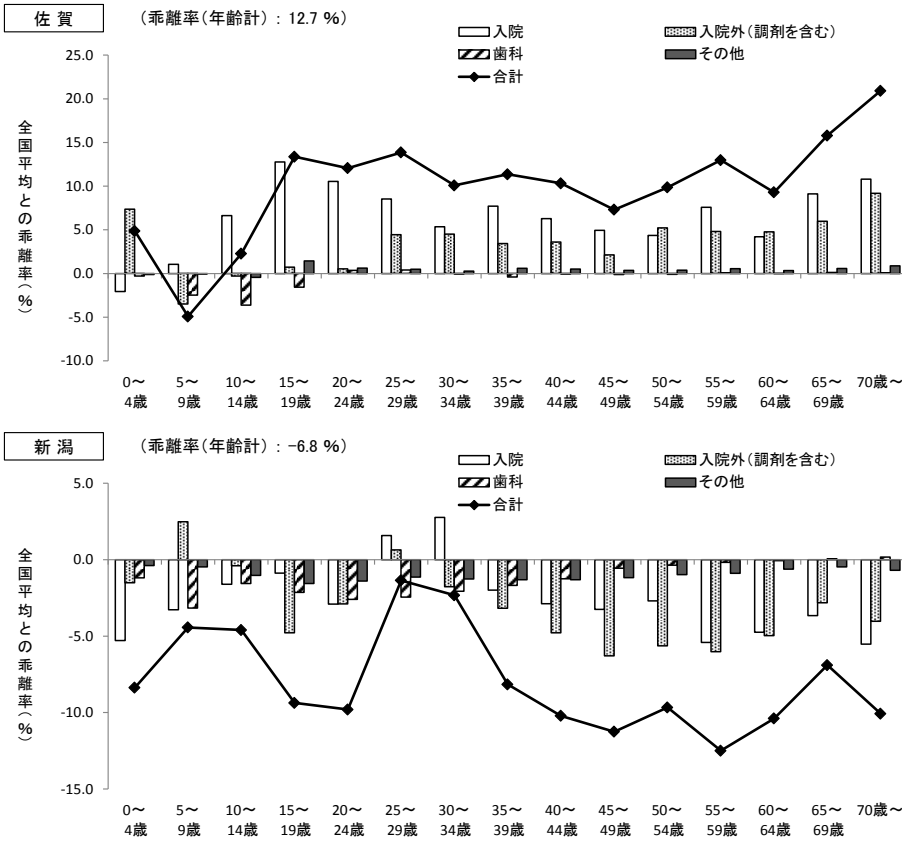 佐 賀
（乖離率（年齢計）：12.7 %）
入院
入院外（調剤を含む）
歯科
その他
合計
全国平均との乖離率（%）
25.0
20.0
15.0
10.0
5.0
0.0
-5.0
-10.0
0～ 5～ 10～ 15～ 20～ 25～ 30～ 35～ 40～ 45～ 50～ 55～ 60～ 65～ 70歳～
4歳 9歳 14歳 19歳 24歳 29歳 34歳 39歳 44歳 49歳 54歳 59歳 64歳 69歳
新 潟
（乖離率（年齢計）：-6.8 %）
入院
入院外（調剤を含む）
歯科
その他
合計
全国平均との乖離率（%）
5.0
0.0
-5.0
-10.0
-15.0
0～ 5～ 10～ 15～ 20～ 25～ 30～ 35～ 40～ 45～ 50～ 55～ 60～ 65～ 70歳～
4歳 9歳 14歳 19歳 24歳 29歳 34歳 39歳 44歳 49歳 54歳 59歳 64歳 69歳